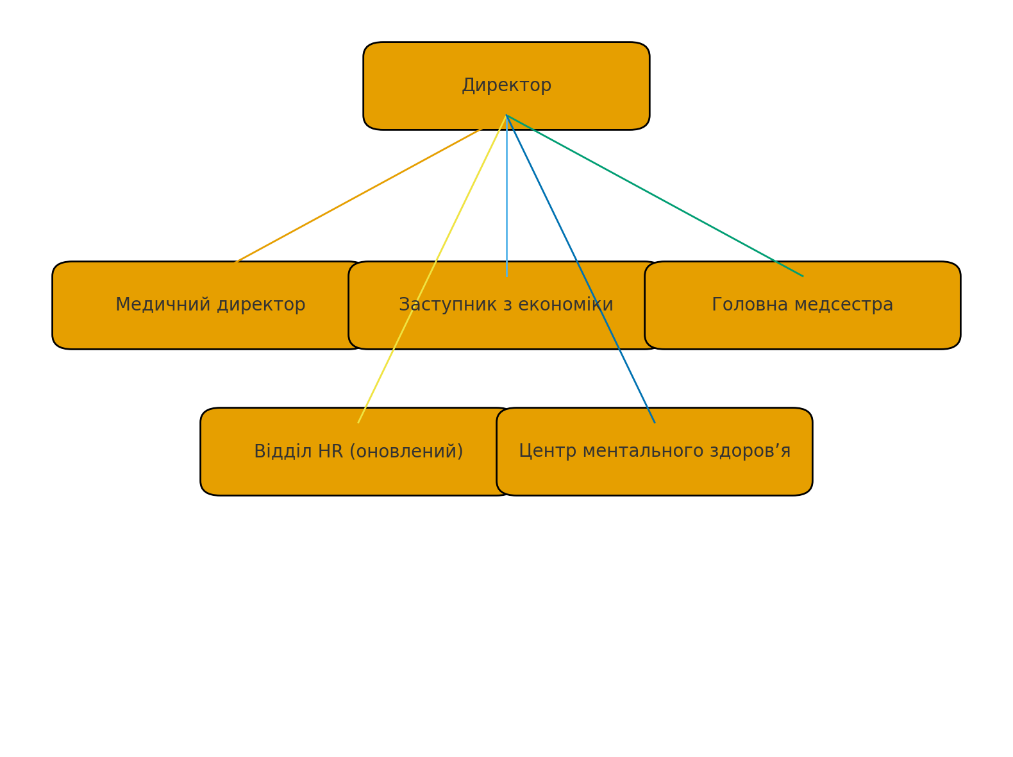 Директор
Медичний директор
Заступник з економіки
Головна медсестра
Відділ HR (оновлений)
Центр ментального здоров’я